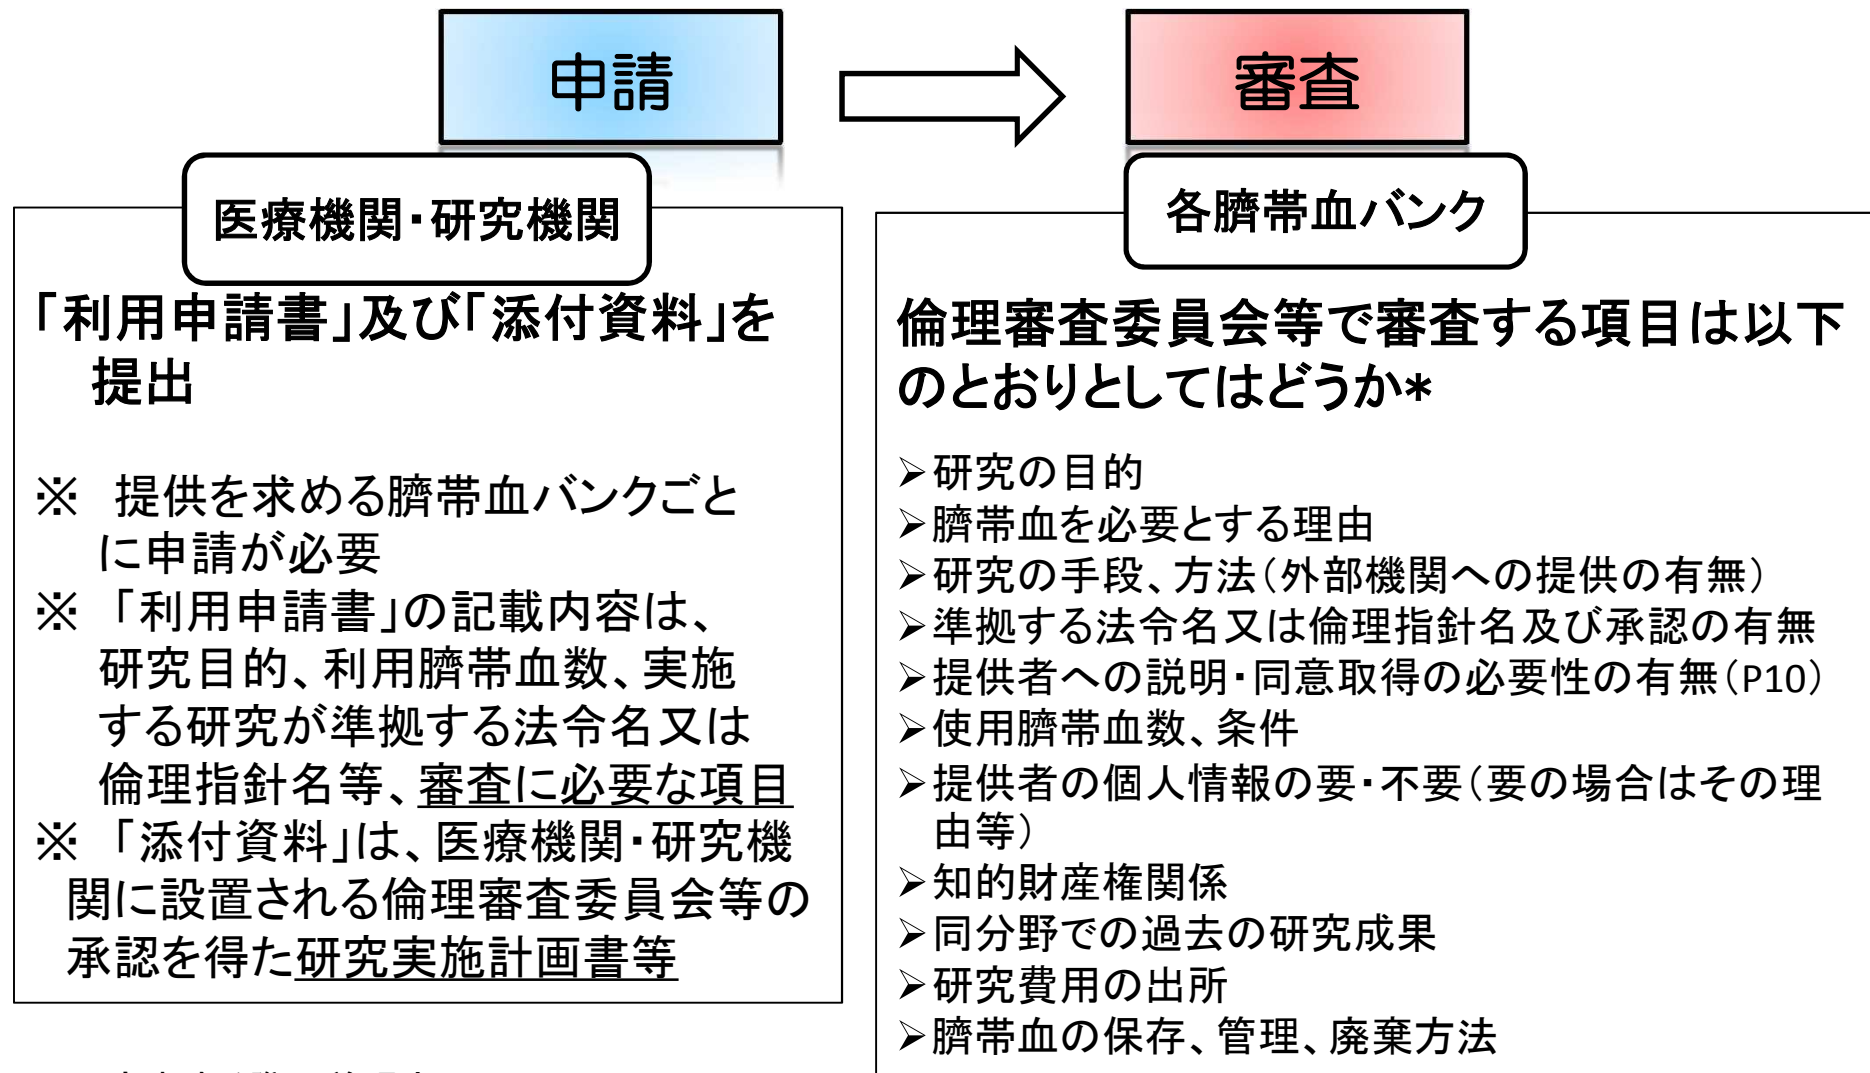 申請
審査
医療機関・研究機関
「利用申請書」及び「添付資料」を
提出
※ 提供を求める臍帯血バンクごと
に申請が必要
※ 「利用申請書」の記載内容は、
研究目的、利用臍帯血数、実施
する研究が準拠する法令名又は
倫理指針名等、審査に必要な項目
※ 「添付資料」は、医療機関・研究機
関に設置される倫理審査委員会等の
承認を得た研究実施計画書等
各臍帯血バンク
倫理審査委員会等で審査する項目は以下
のとおりとしてはどうか*
➢研究の目的
➢臍帯血を必要とする理由
➢研究の手段、方法(外部機関への提供の有無)
➢準拠する法令名又は倫理指針名及び承認の有無
➢提供者への説明・同意取得の必要性の有無(P10)
➢使用臍帯血数、条件
➢提供者の個人情報の要・不要(要の場合はその理
由等)
➢知的財産権関係
➢同分野での過去の研究成果
➢研究費用の出所
➢臍帯血の保存、管理、廃棄方法